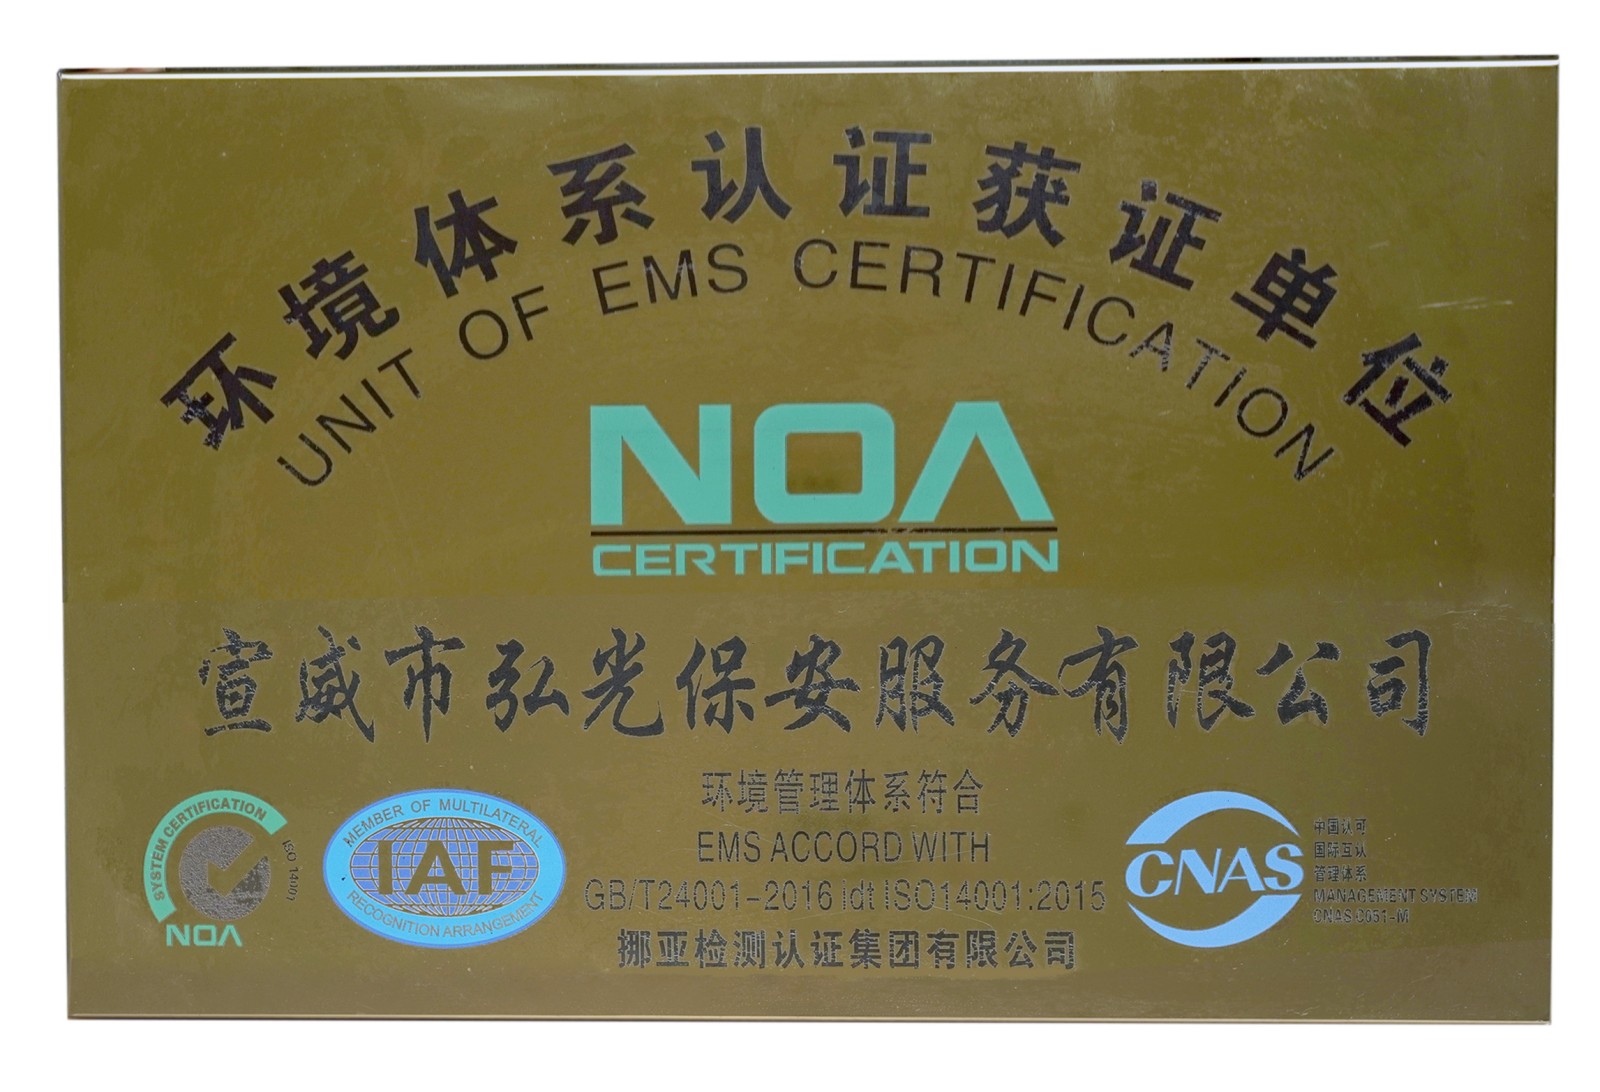 环境体系认证获证单位
UNIT OF EMS CERTIFICATION
NOA
CERTIFICATION
宣威市弘光保安服务有限公司
SYSTEM CERTIFICATION
ISO 14001
NOA
MEMBER OF MULTILATERAL
IAF
RECOGNITION ARRANGEMENT
环境管理体系符合
EMS ACCORD WITH
GB/T24001-2016 idt ISO14001:2015
挪亚检测认证集团有限公司
CNAS
中国认可
国际互认
管理体系
MANAGEMENT SYSTEM
CNAS C051-M